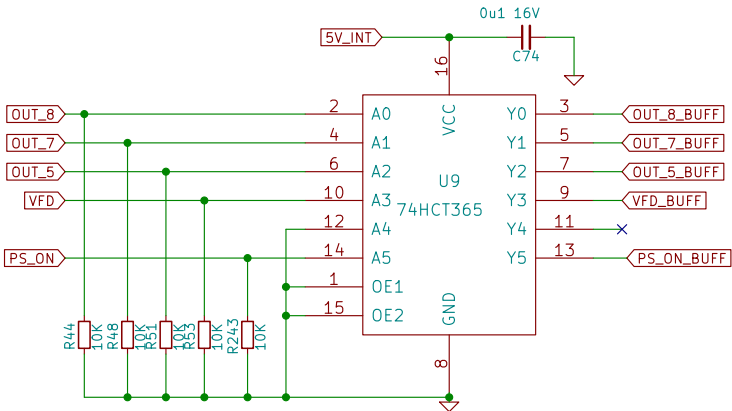 0u1 16V
5V_INT
C74
16
VCC
OUT_8 2 A0 Y0 3 OUT_8_BUFF
OUT_7 4 A1 Y1 5 OUT_7_BUFF
OUT_5 6 A2 Y2 7 OUT_5_BUFF
U9
VFD 10 A3 Y3 9 VFD_BUFF
74HCT365
12 A4 Y4 11
PS_ON 14 A5 Y5 13 PS_ON_BUFF
1 OE1
15 OE2
GND
8
R44 10K
R48 10K
R51 10K
R53 10K
R243 10K